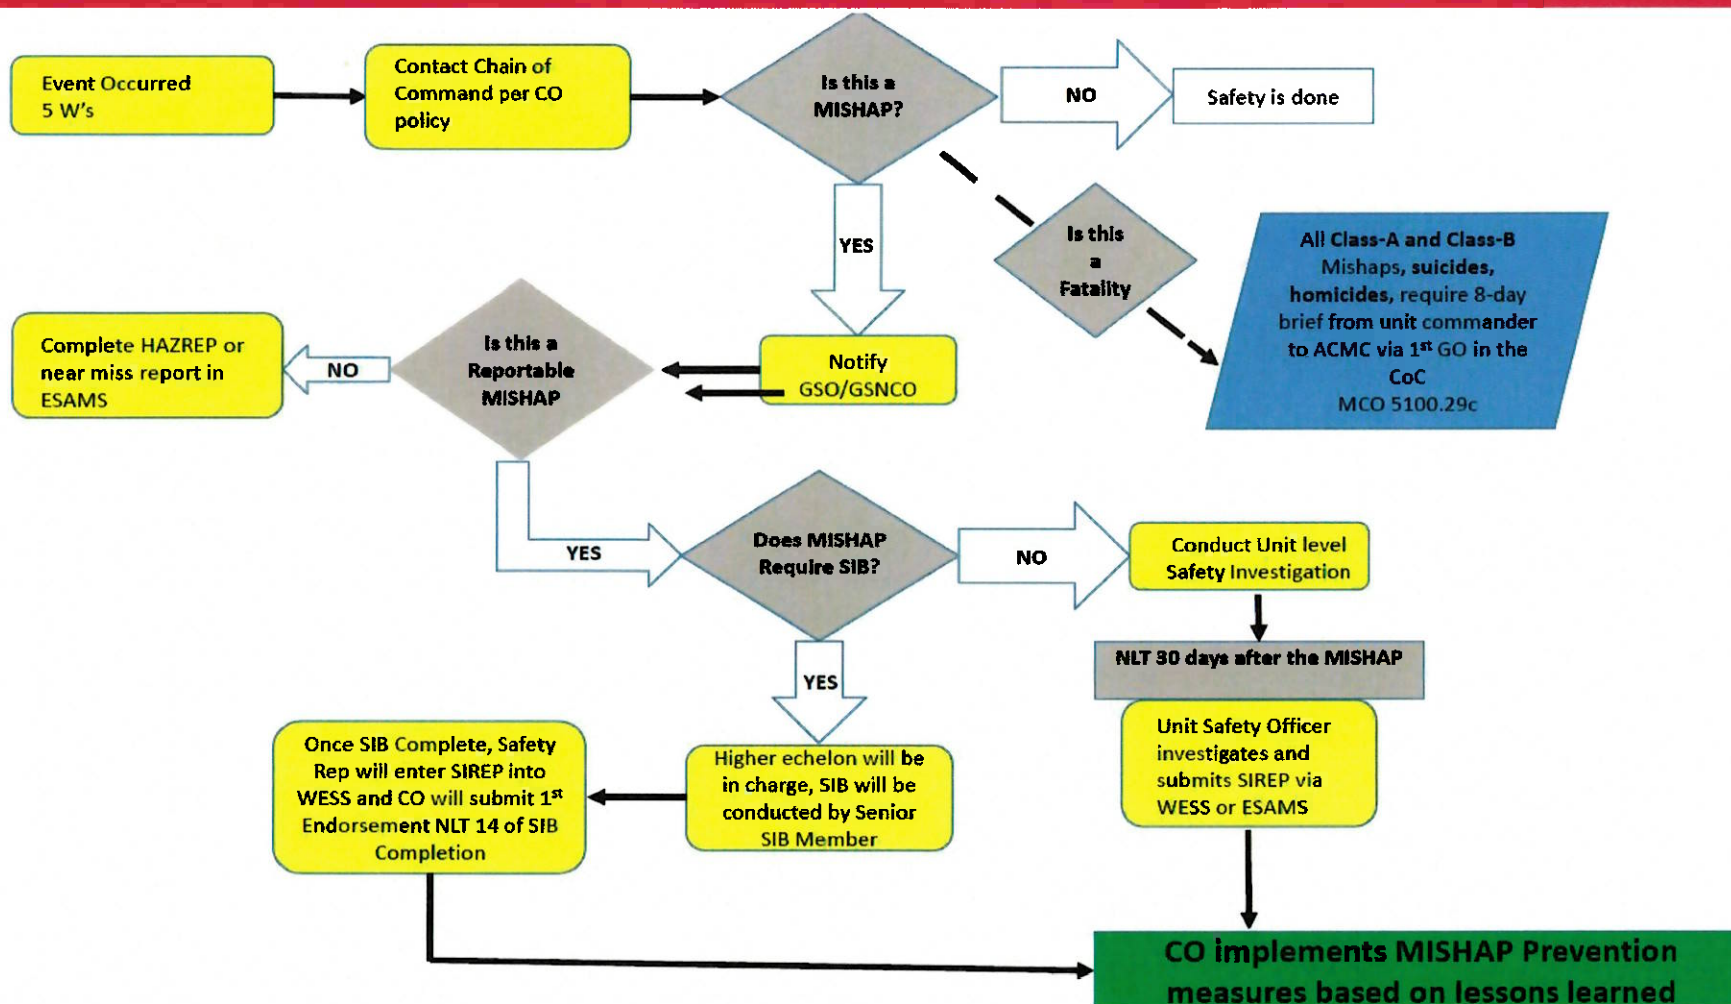 Event Occurred
5 W's
Contact Chain of
Command per CO
policy
Is this a
MISHAP?
NO
Safety is done
YES
Is this
a
Fatality
All Class-A and Class-B
Mishaps, suicides,
homicides, require 8-day
brief from unit commander
to ACMC via 1st GO in the
CoC
MCO 5100.29c
Notify
GSO/GSNCO
Is this a
Reportable
MISHAP
NO
Complete HAZREP or
near miss report in
ESAMS
YES
Does MISHAP
Require SIB?
NO
Conduct Unit level
Safety Investigation
NLT 30 days after the MISHAP
Unit Safety Officer
investigates and
submits SIREP via
WESS or ESAMS
YES
Higher echelon will be
in charge, SIB will be
conducted by Senior
SIB Member
Once SIB Complete, Safety
Rep will enter SIREP into
WESS and CO will submit 1st
Endorsement NLT 14 of SIB
Completion
CO implements MISHAP Prevention
measures based on lessons learned